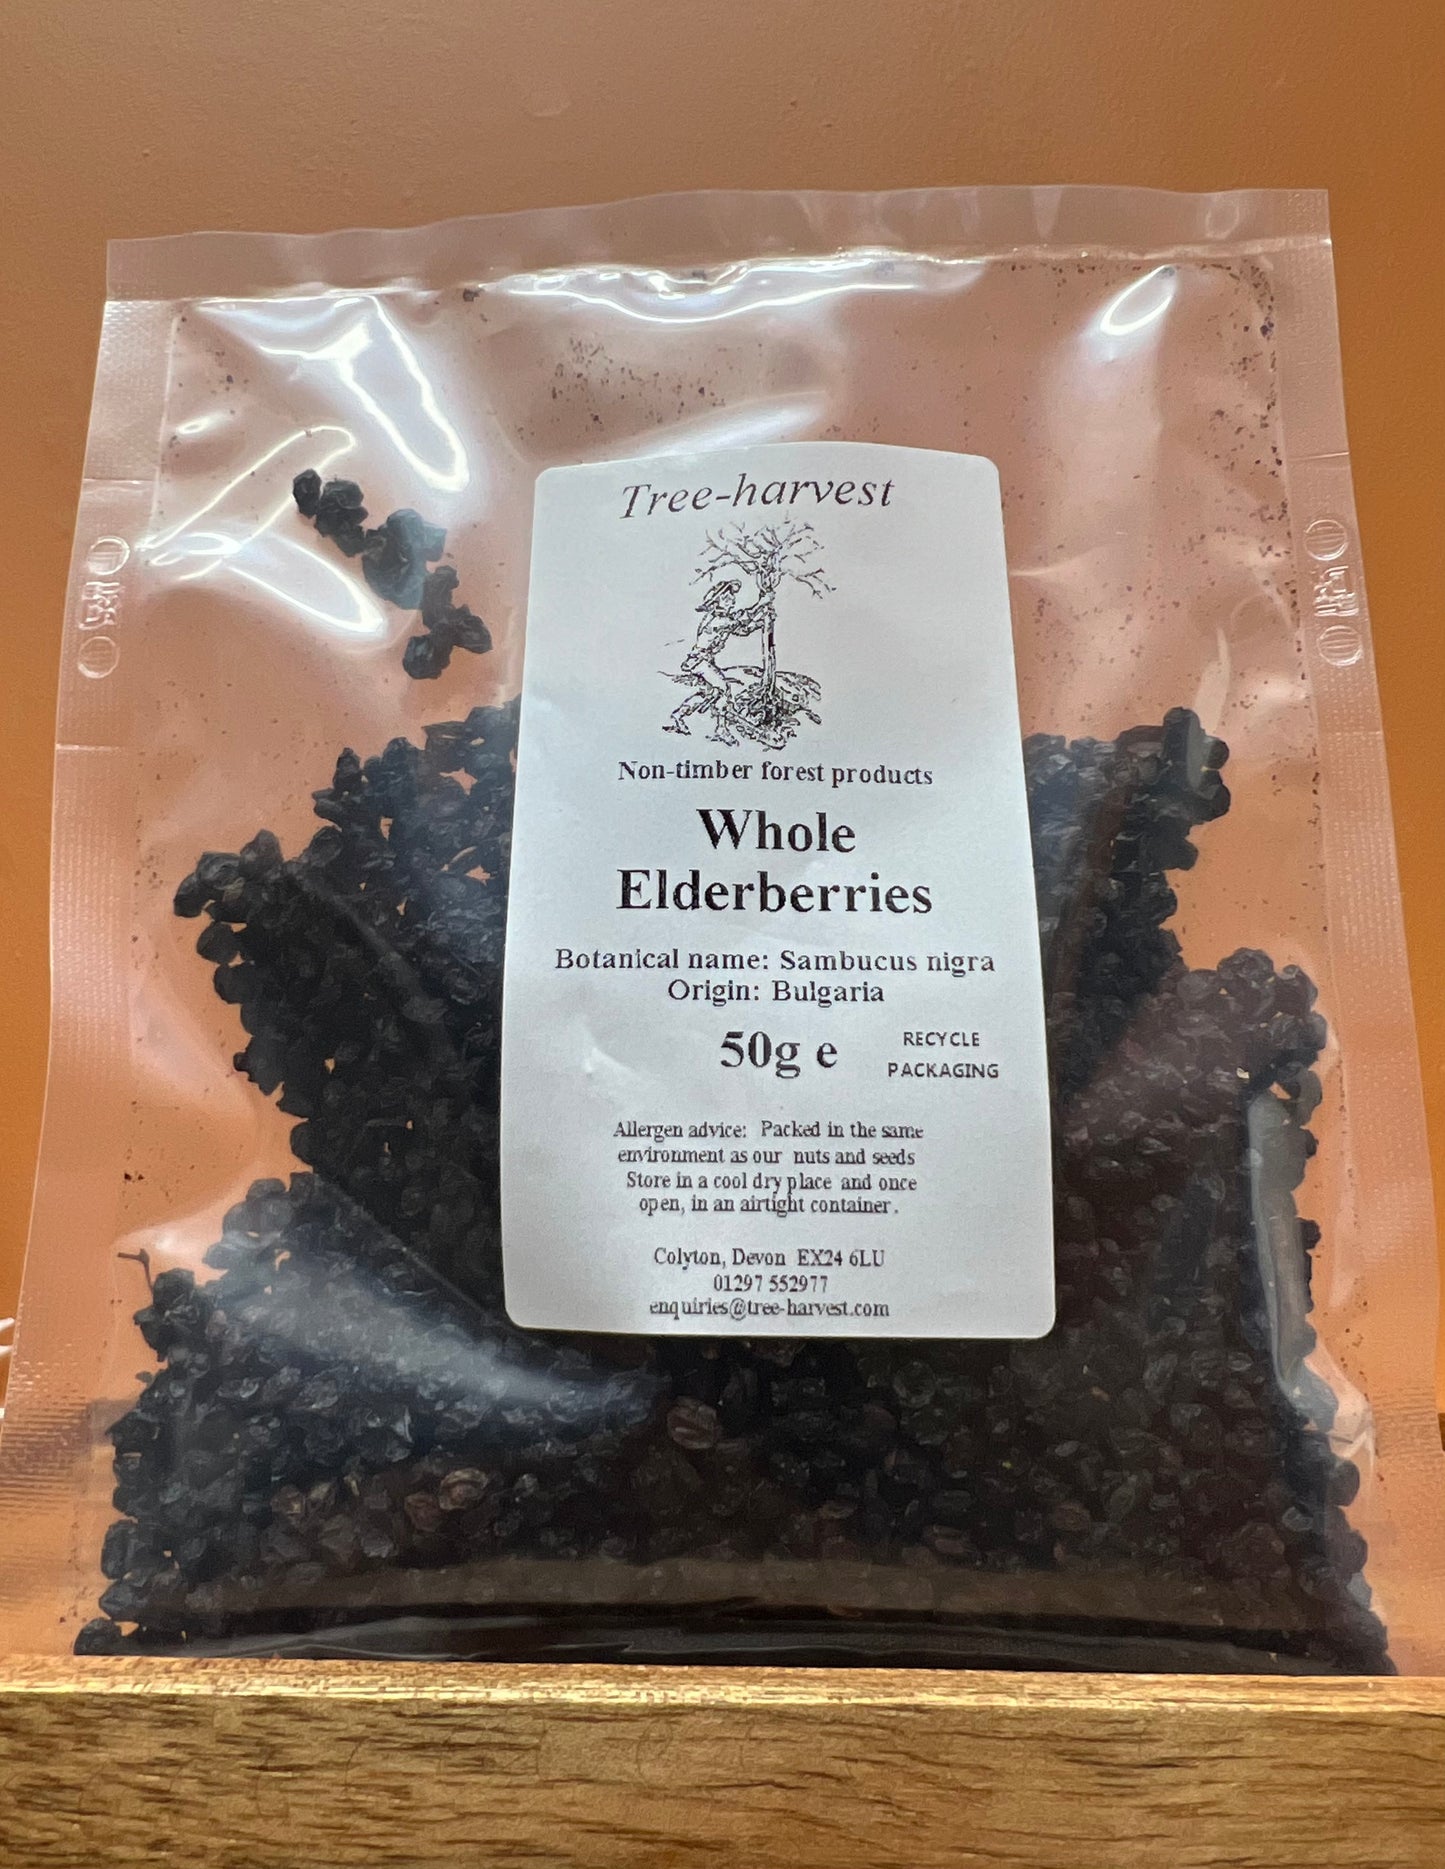 Tree-harvest
Non-timber forest products
Whole
Elderberries
Botanical name: Sambucus nigra
Origin: Bulgaria
50g e
RECYCLE
PACKAGING
Allergen advice: Packed in the same
environment as our nuts and seeds
Store in a cool dry place and once
open, in an airtight container.
Colyton, Devon EX24 6LU
01297 552977
enquiries@tree-harvest.com